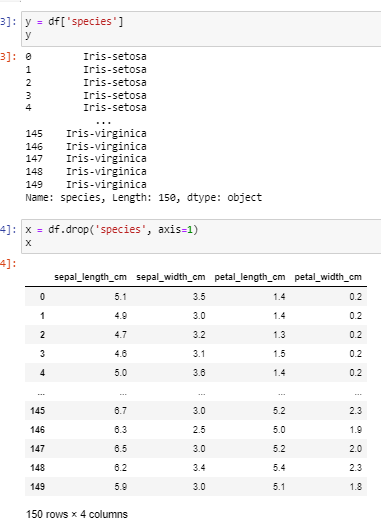 3]: y = df['species']
y
3]: 0 Iris-setosa
1 Iris-setosa
2 Iris-setosa
3 Iris-setosa
4 Iris-setosa
...
145 Iris-virginica
146 Iris-virginica
147 Iris-virginica
148 Iris-virginica
149 Iris-virginica
Name: species, Length: 150, dtype: object
4]: x = df.drop('species', axis=1)
x
4]:
sepal_length_cm sepal_width_cm petal_length_cm petal_width_cm
0 5.1 3.5 1.4 0.2
1 4.9 3.0 1.4 0.2
2 4.7 3.2 1.3 0.2
3 4.6 3.1 1.5 0.2
4 5.0 3.6 1.4 0.2
... ... ... ... ...
145 6.7 3.0 5.2 2.3
146 6.3 2.5 5.0 1.9
147 6.5 3.0 5.2 2.0
148 6.2 3.4 5.4 2.3
149 5.9 3.0 5.1 1.8
150 rows × 4 columns